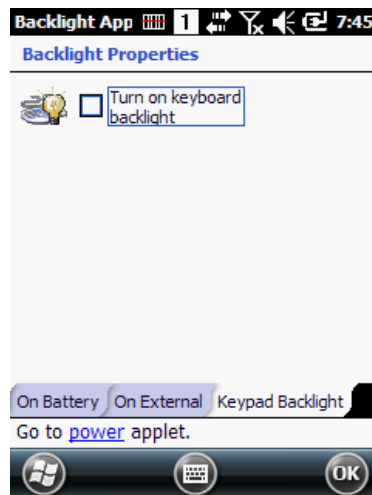 Backlight App 1 7:45
Backlight Properties
Turn on keyboard
backlight
On Battery On External Keypad Backlight
Go to power applet.
OK